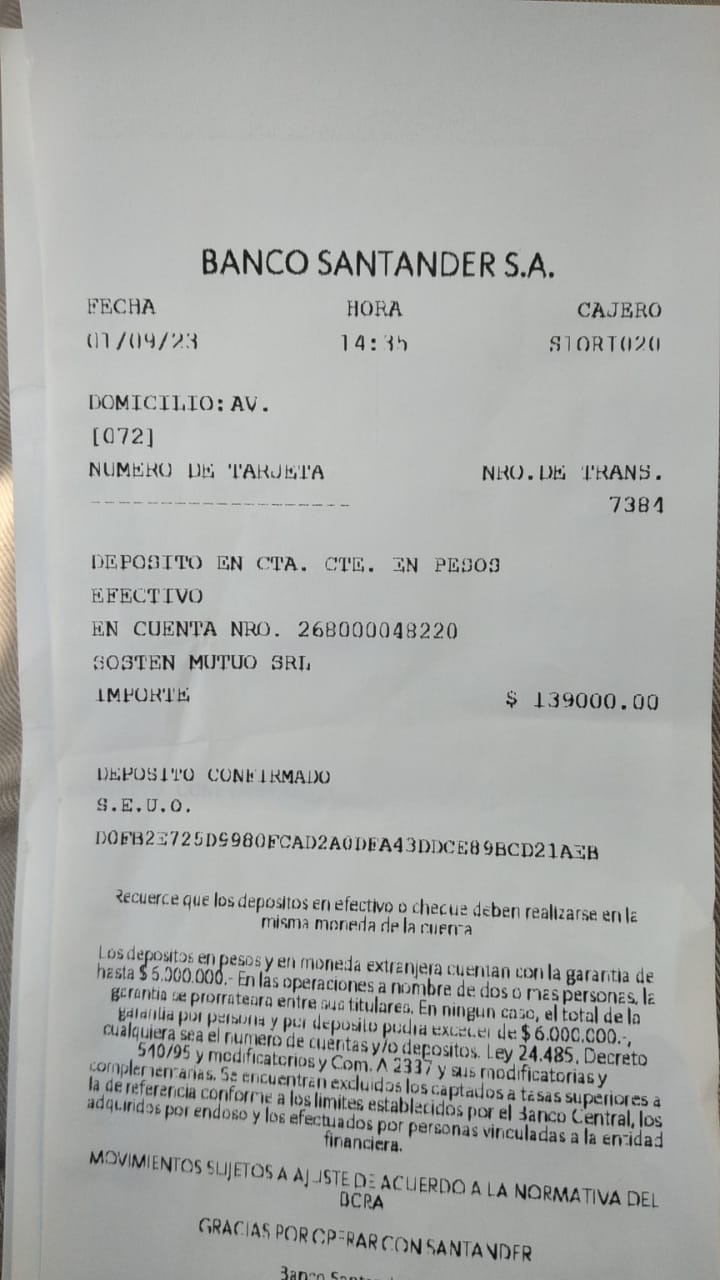 BANCO SANTANDER S.A.
FECHA HORA CAJERO
01/09/23 14:35 S1ORT020
DOMICILIO: AV.
[072]
NUMERO DE TARJETA NRO.DE TRANS.
------------------- 7384
DEPOSITO EN CTA. CTE. EN PESOS
EFECTIVO
EN CUENTA NRO. 268000048220
SOSTEN MUTUO SRL
IMPORTE $ 139000.00
DEPOSITO CONFIRMADO
S.E.U.O.
D0FB2E725D9980FCAD2A0DFA43DDCE89BCD21AEB
Recuerce que los depositos en efectivo o checue deben realizarse en la
misma moneda de la cuenta
Los depositos en pesos y en moneda extranjera cuentan con la garantia de
hasta $ 6.000.000.- En las operaciones a nombre de dos o mas personas, la
garantia se prorrateara entre sus titulares. En ningun caso, el total de la
garantia por persona y por deposito podra exceder de $ 6.000.000.-,
cualquiera sea el numero de cuentas y/o depositos. Ley 24.485, Decreto
540/95 y modificatorios y Com. A 2337 y sus modificatorias y
complementarias. Se encuentran excluidos los captados a tasas superiores a
la de referencia conforme a los limites establecidos por el Banco Central, los
adquiridos por endoso y los efectuados por personas vinculadas a la entidad
financiera.
MOVIMIENTOS SUJETOS A AJUSTE DE ACUERDO A LA NORMATIVA DEL
BCRA
GRACIAS POR OPERAR CON SANTANDER
Banco